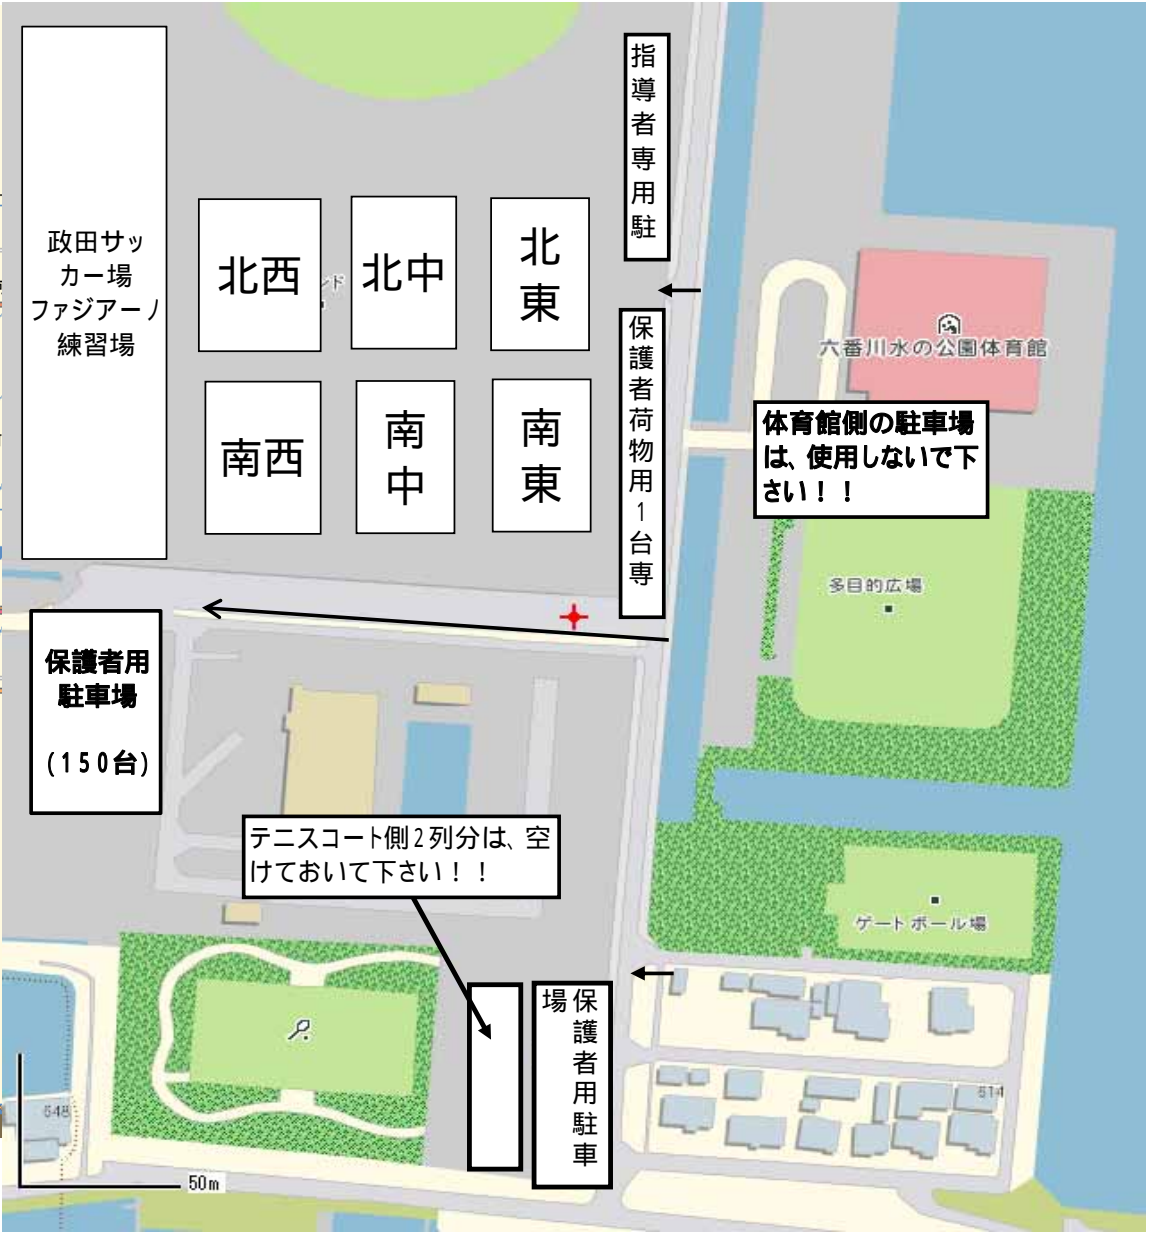 指導者専用駐
政田サッ
カー場
ファジアーノ
練習場
北西
北中
北
東
ンド
南西
南
中
南
東
保護者荷物用1台専
六番川水の公園体育館
体育館側の駐車場
は、使用しないで下
さい！！
多目的広場
保護者用
駐車場
(150台)
テニスコート側2列分は、空
けておいて下さい！！
ゲートボール場
保護者用駐車
場
614
648
50m